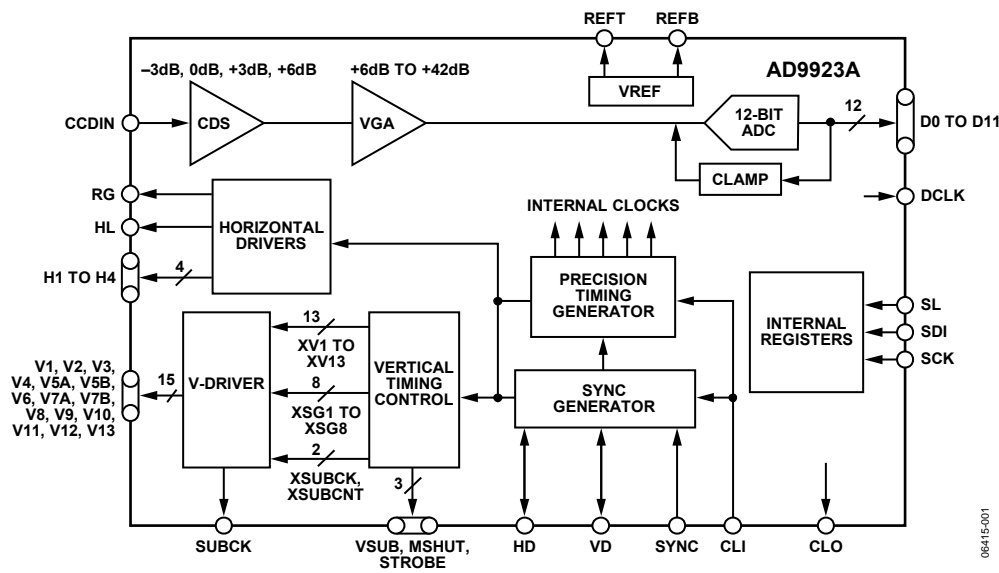 REFT
REFB
–3dB, 0dB, +3dB, +6dB
+6dB TO +42dB
AD9923A
VREF
CCDIN
CDS
VGA
12-BIT
ADC
12
D0 TO D11
CLAMP
RG
HL
H1 TO H4
4
HORIZONTAL
DRIVERS
INTERNAL CLOCKS
DCLK
PRECISION
TIMING
GENERATOR
INTERNAL
REGISTERS
SL
SDI
SCK
V1, V2, V3,
V4, V5A, V5B,
V6, V7A, V7B,
V8, V9, V10,
V11, V12, V13
15
V-DRIVER
13
XV1 TO
XV13
8
XSG1 TO
XSG8
2
XSUBCK,
XSUBCNT
VERTICAL
TIMING
CONTROL
3
SYNC
GENERATOR
SUBCK
VSUB, MSHUT,
STROBE
HD
VD
SYNC
CLI
CLO
06415-001